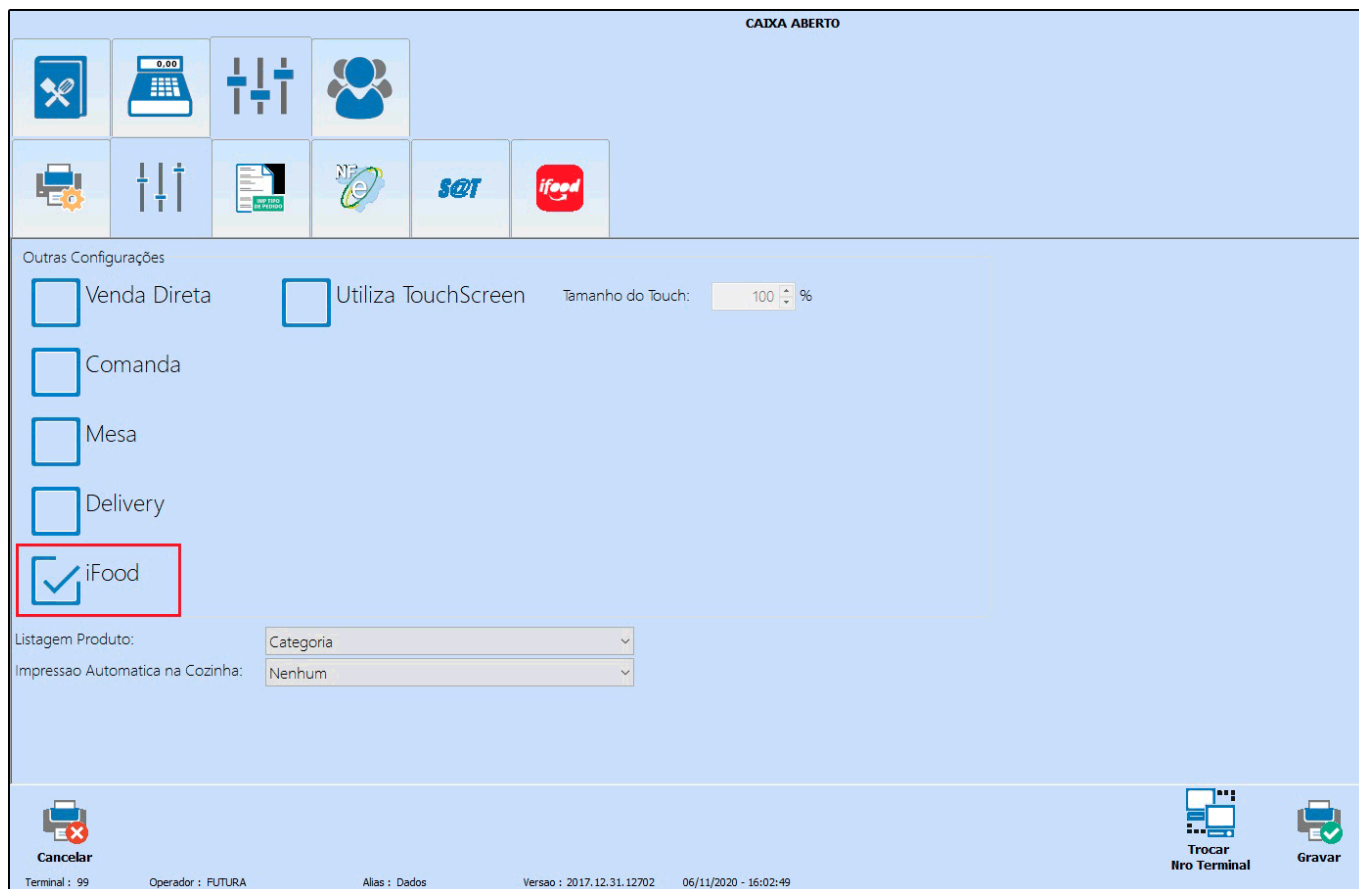 CAIXA ABERTO
0,00
NF
e
IMP TIPO
DE PEDIDO
S@T
ifood
Outras Configurações
Venda Direta
Utiliza TouchScreen
Tamanho do Touch: 100 %
Comanda
Mesa
Delivery
iFood
Listagem Produto: Categoria
Impressao Automatica na Cozinha: Nenhum
Cancelar
Trocar
Nro Terminal
Gravar
Terminal : 99 Operador : FUTURA Alias : Dados Versao : 2017.12.31.12702 06/11/2020 - 16:02:49